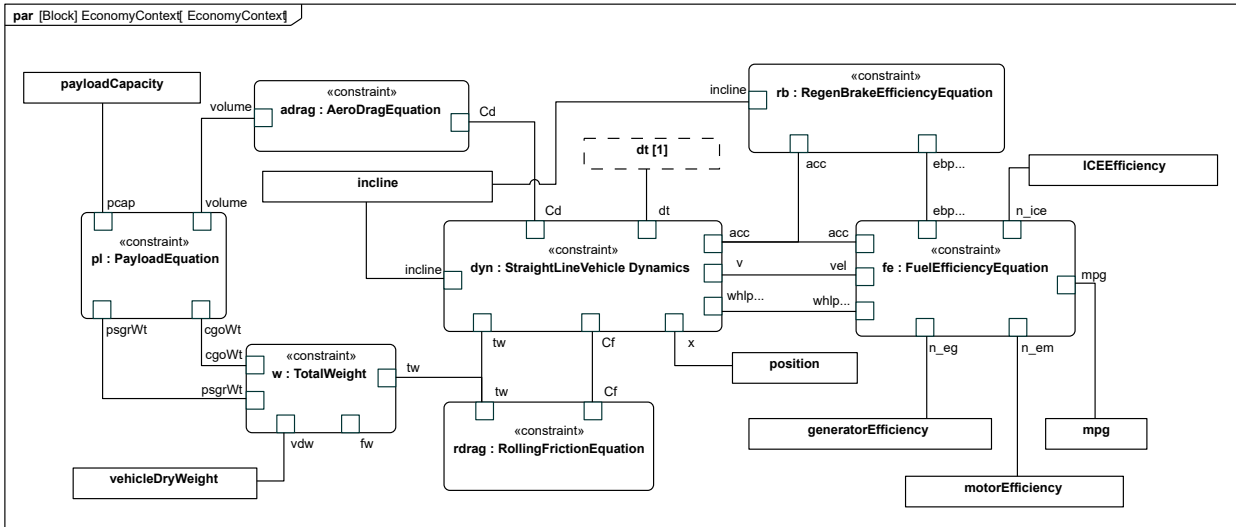 par [Block] EconomyContext[ EconomyContext]
payloadCapacity
volume
«constraint»
adrag : AeroDragEquation
Cd
incline
«constraint»
rb : RegenBrakeEfficiencyEquation
acc
ebp...
dt [1]
ICEEfficiency
incline
pcap
volume
Cd
dt
ebp...
n_ice
«constraint»
pl : PayloadEquation
psgrWt
cgoWt
incline
«constraint»
dyn : StraightLineVehicle Dynamics
acc
v
whlp...
tw
Cf
x
acc
vel
whlp...
«constraint»
fe : FuelEfficiencyEquation
mpg
n_eg
n_em
cgoWt
psgrWt
«constraint»
w : TotalWeight
tw
vdw
fw
position
tw
Cf
«constraint»
rdrag : RollingFrictionEquation
generatorEfficiency
mpg
vehicleDryWeight
motorEfficiency